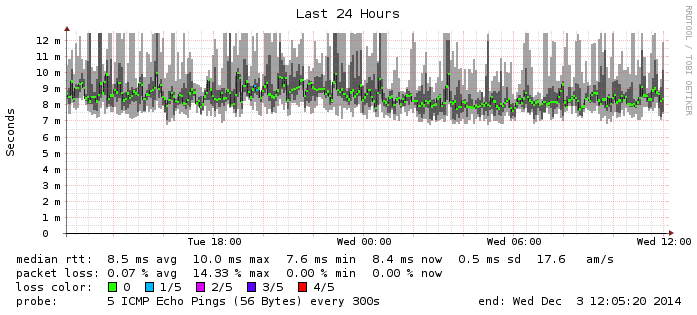 Last 24 Hours
RRDTOOL / TOBI OETIKER
Seconds
12 m
11 m
10 m
9 m
8 m
7 m
6 m
5 m
4 m
3 m
2 m
1 m
0
Tue 18:00 Wed 00:00 Wed 06:00 Wed 12:00
median rtt: 8.5 ms avg 10.0 ms max 7.6 ms min 8.4 ms now 0.5 ms sd 17.6 am/s
packet loss: 0.07 % avg 14.33 % max 0.00 % min 0.00 % now
loss color: 0 1/5 2/5 3/5 4/5
probe: 5 ICMP Echo Pings (56 Bytes) every 300s end: Wed Dec 3 12:05:20 2014